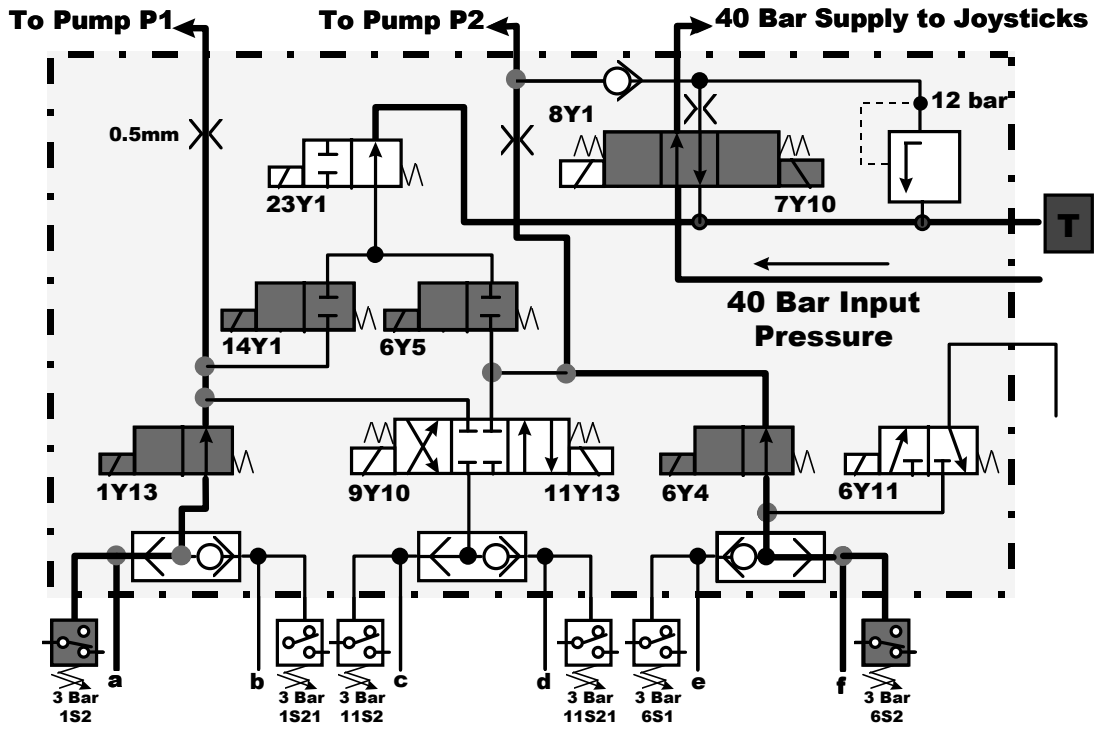 To Pump P1
To Pump P2
40 Bar Supply to Joysticks
0.5mm
8Y1
12 bar
23Y1
7Y10
T
40 Bar Input
Pressure
14Y1
6Y5
1Y13
9Y10
11Y13
6Y4
6Y11
a
b
c
d
e
f
3 Bar
1S2
3 Bar
1S21
3 Bar
11S2
3 Bar
11S21
3 Bar
6S1
3 Bar
6S2